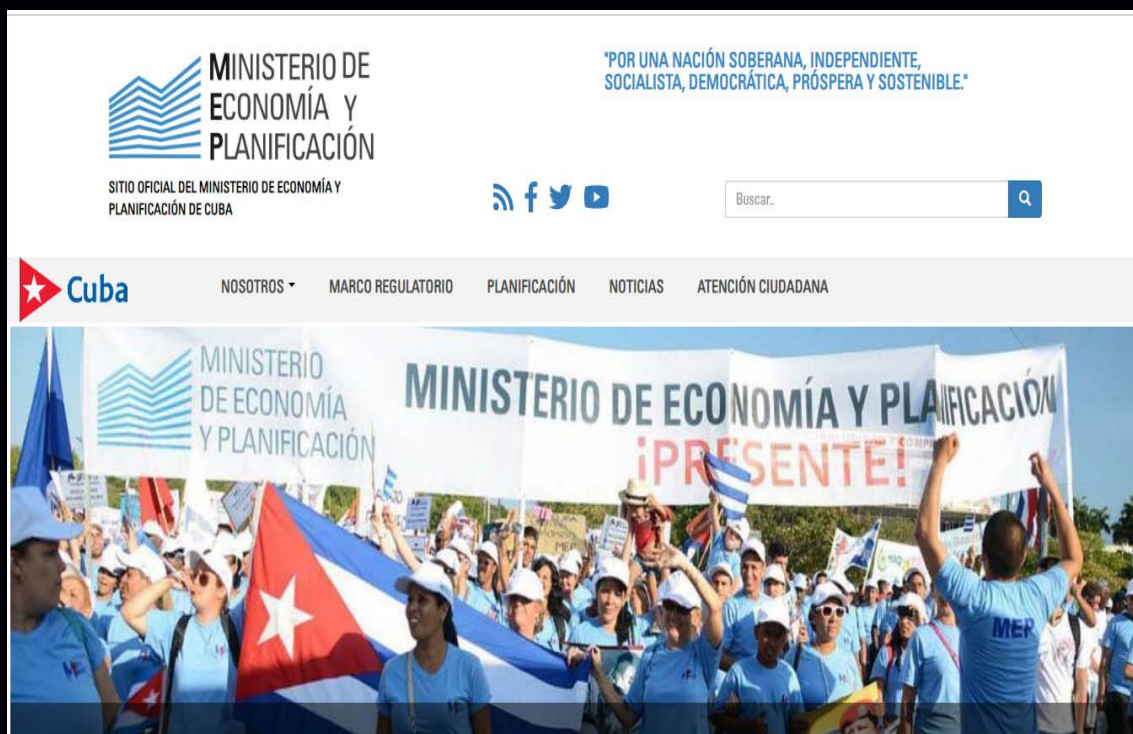 MINISTERIO DE
ECONOMÍA Y
PLANIFICACIÓN
"POR UNA NACIÓN SOBERANA, INDEPENDIENTE,
SOCIALISTA, DEMOCRÁTICA, PRÓSPERA Y SOSTENIBLE."
SITIO OFICIAL DEL MINISTERIO DE ECONOMÍA Y
PLANIFICACIÓN DE CUBA
Buscar..
Cuba
NOSOTROS
MARCO REGULATORIO
PLANIFICACIÓN
NOTICIAS
ATENCIÓN CIUDADANA
MINISTERIO
DE ECONOMÍA
Y PLANIFICACIÓN
MINISTERIO DE ECONOMÍA Y PLANIFICACIÓN
¡PRESENTE!
MEP